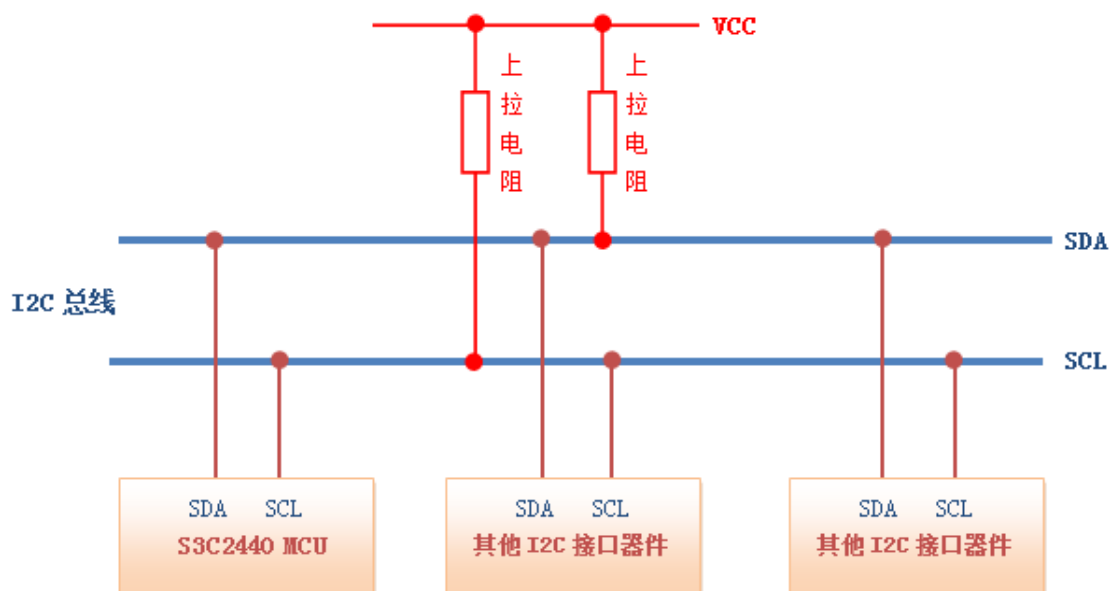 VCC
上拉电阻
上拉电阻
SDA
I2C 总线
SCL
SDA SCL
S3C2440 MCU
SDA SCL
其他 I2C 接口器件
SDA SCL
其他 I2C 接口器件